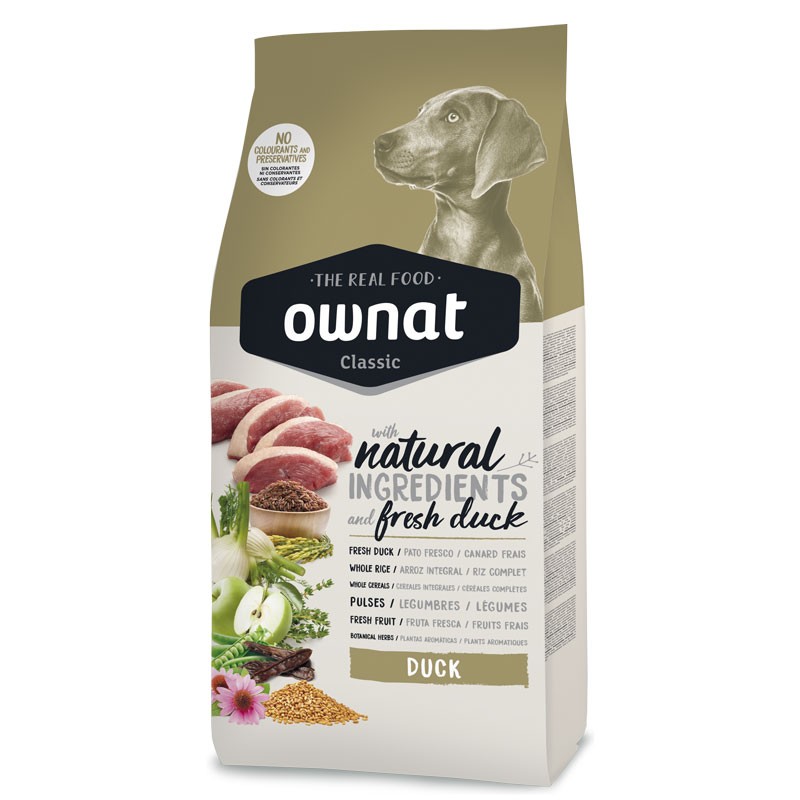 NO
COLOURANTS AND
PRESERVATIVES
SIN COLORANTES
NI CONSERVANTES
SANS COLORANTS ET
CONSERVATEURS
·THE REAL FOOD·
ownat
Classic
with
natural
INGREDIENTS
and fresh duck
FRESH DUCK / PATO FRESCO / CANARD FRAIS
WHOLE RICE / ARROZ INTEGRAL / RIZ COMPLET
WHOLE CEREALS / CEREALES INTEGRALES / CÉRÉALES COMPLÈTES
PULSES / LEGUMBRES / LÉGUMES
FRESH FRUIT / FRUTA FRESCA / FRUITS FRAIS
BOTANICAL HERBS / PLANTAS AROMÁTICAS / PLANTS AROMATIQUES
DUCK